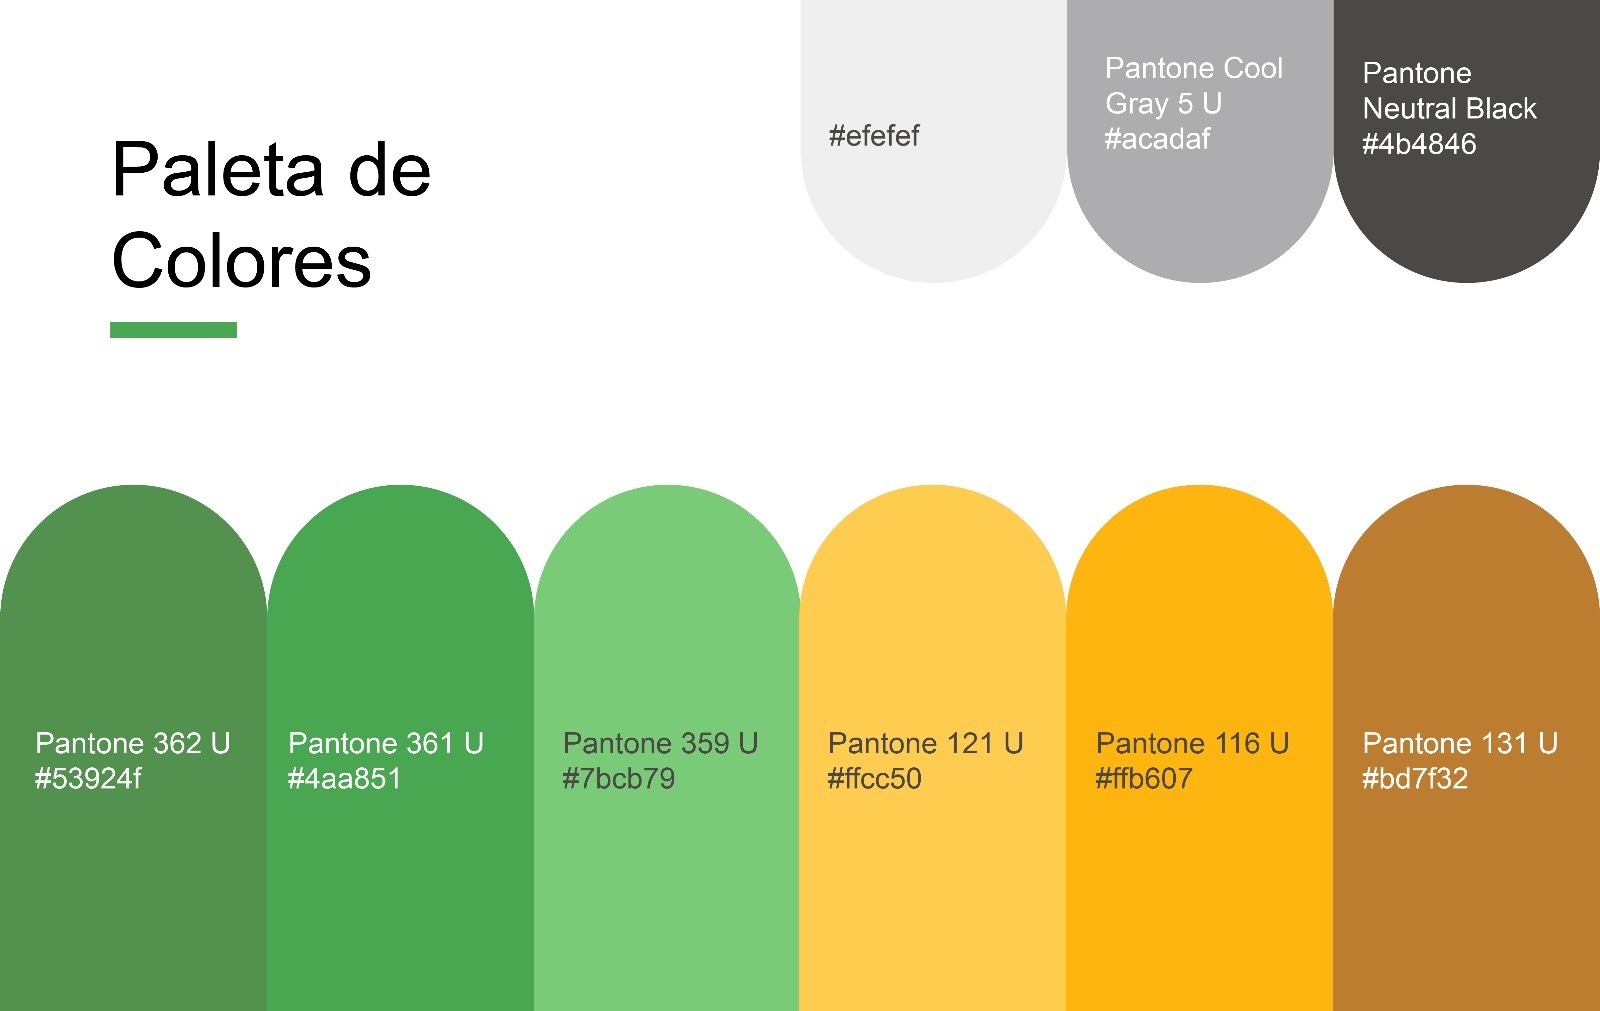 Paleta de
Colores
#efefef
Pantone Cool
Gray 5 U
#acadaf
Pantone
Neutral Black
#4b4846
Pantone 362 U
#53924f
Pantone 361 U
#4aa851
Pantone 359 U
#7bcb79
Pantone 121 U
#ffcc50
Pantone 116 U
#ffb607
Pantone 131 U
#bd7f32